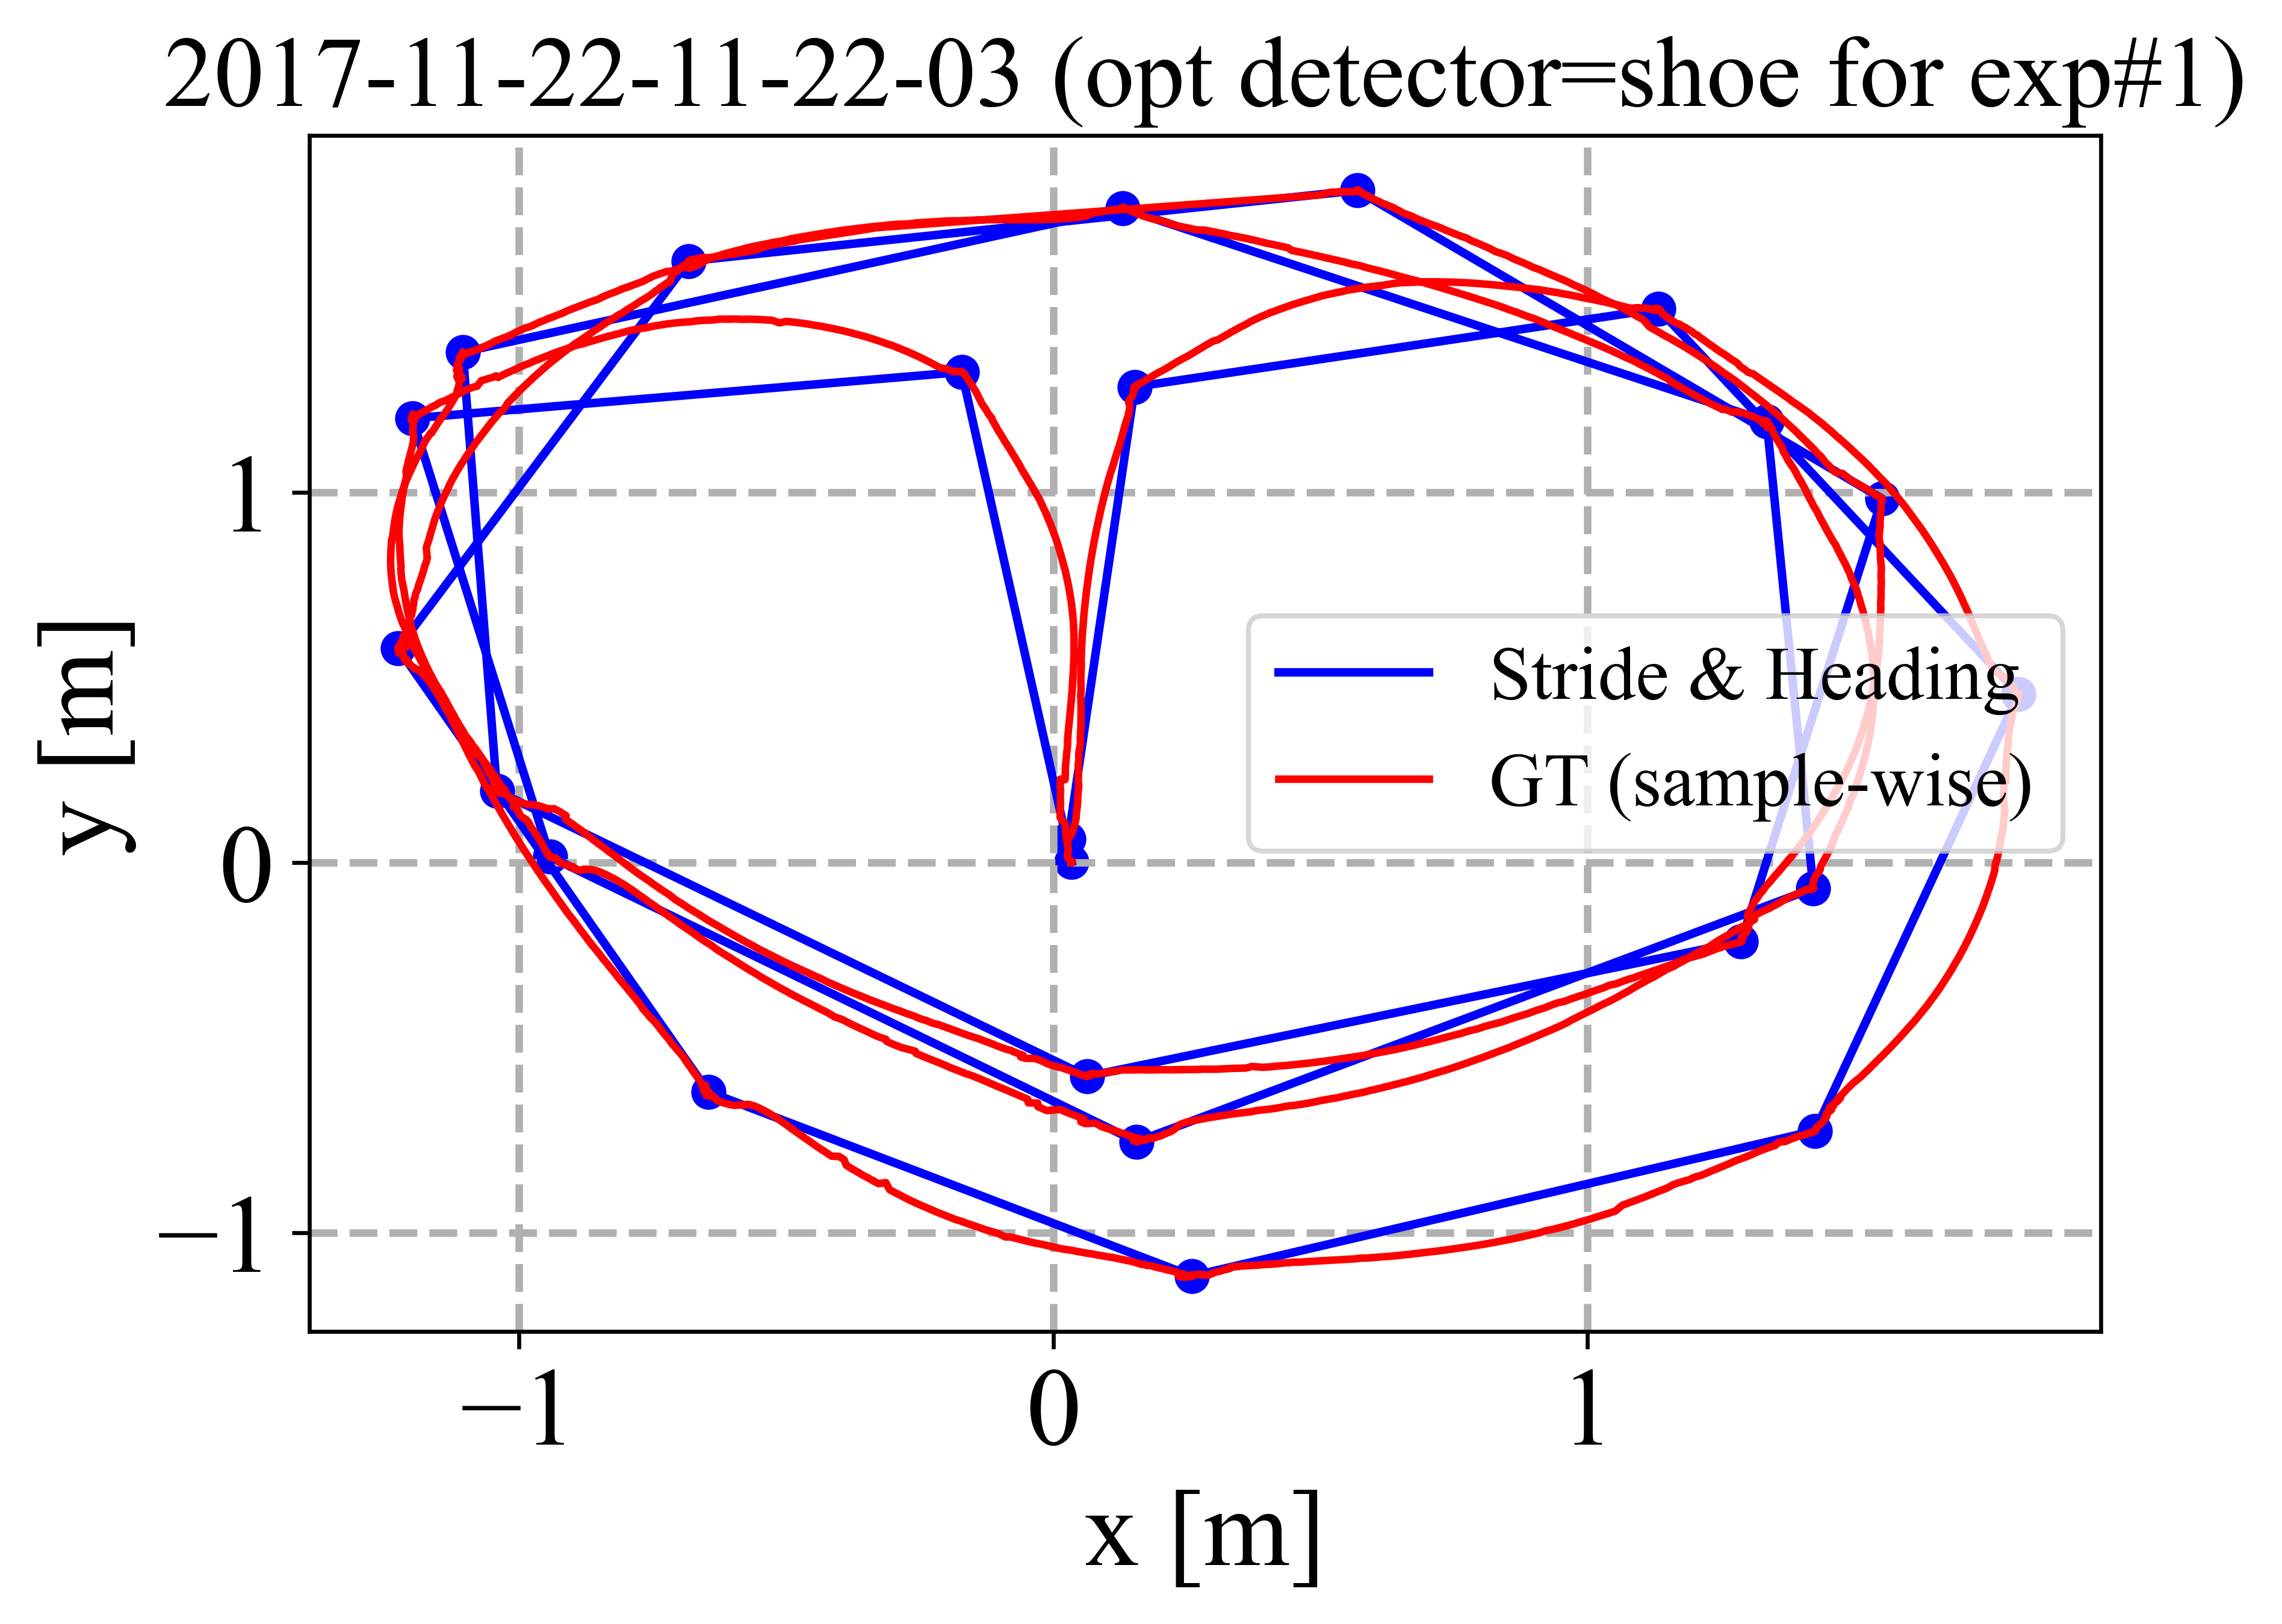 2017-11-22-11-22-03 (opt detector=shoe for exp#1)
y [m]
1
0
−1
Stride & Heading
GT (sample-wise)
−1
0
1
x [m]